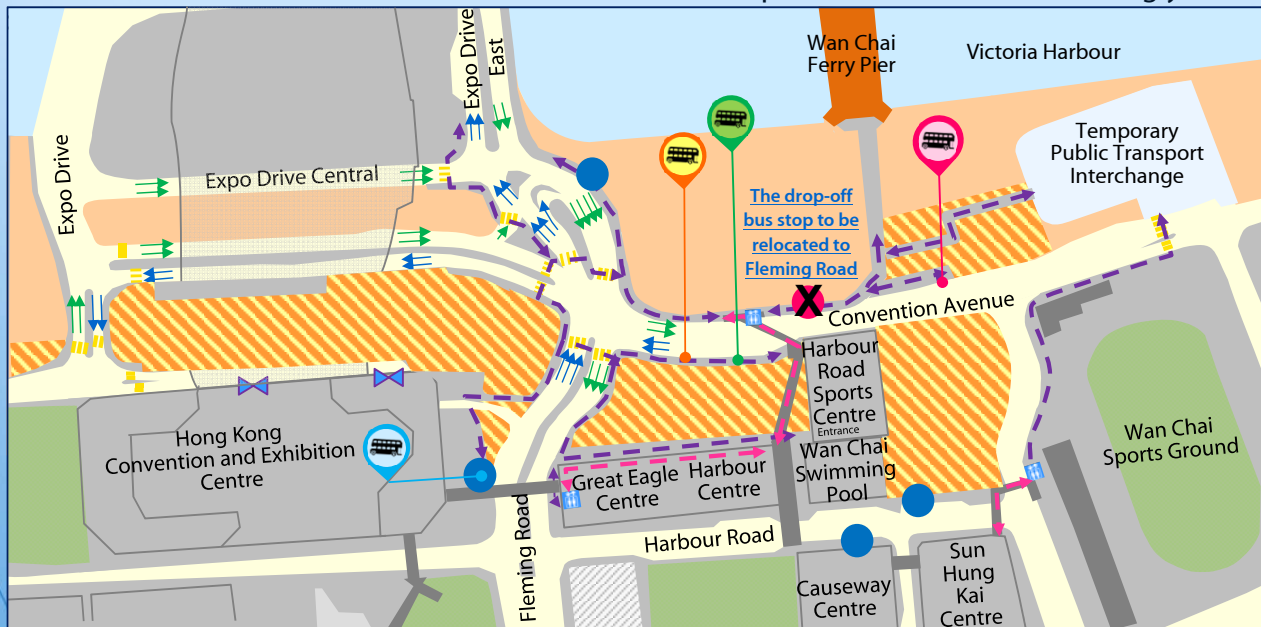 Expo Drive
East
Wan Chai
Ferry Pier
Victoria Harbour
Temporary
Public Transport
Interchange
Expo Drive
Expo Drive Central
The drop-off
bus stop to be
relocated to
Fleming Road
X
Convention Avenue
Harbour
Road
Sports
Centre
Entrance
Hong Kong
Convention and Exhibition
Centre
Wan Chai
Swimming
Pool
Wan Chai
Sports Ground
Great Eagle
Centre
Harbour
Centre
Fleming Road
Harbour Road
Sun
Hung
Kai
Centre
Causeway
Centre